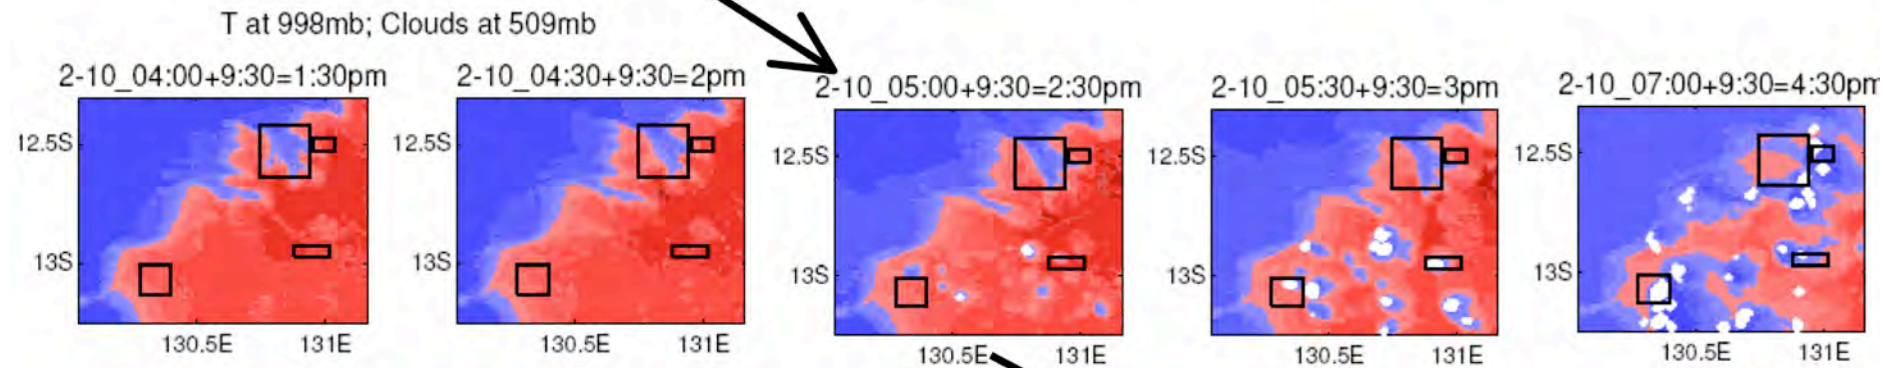 T at 998mb; Clouds at 509mb
2-10_04:00+9:30=1:30pm
2-10_04:30+9:30=2pm
2-10_05:00+9:30=2:30pm
2-10_05:30+9:30=3pm
2-10_07:00+9:30=4:30pm
12.5S
12.5S
12.5S
12.5S
12.5S
13S
13S
13S
13S
13S
130.5E 131E
130.5E 131E
130.5E 131E
130.5E 131E
130.5E 131E